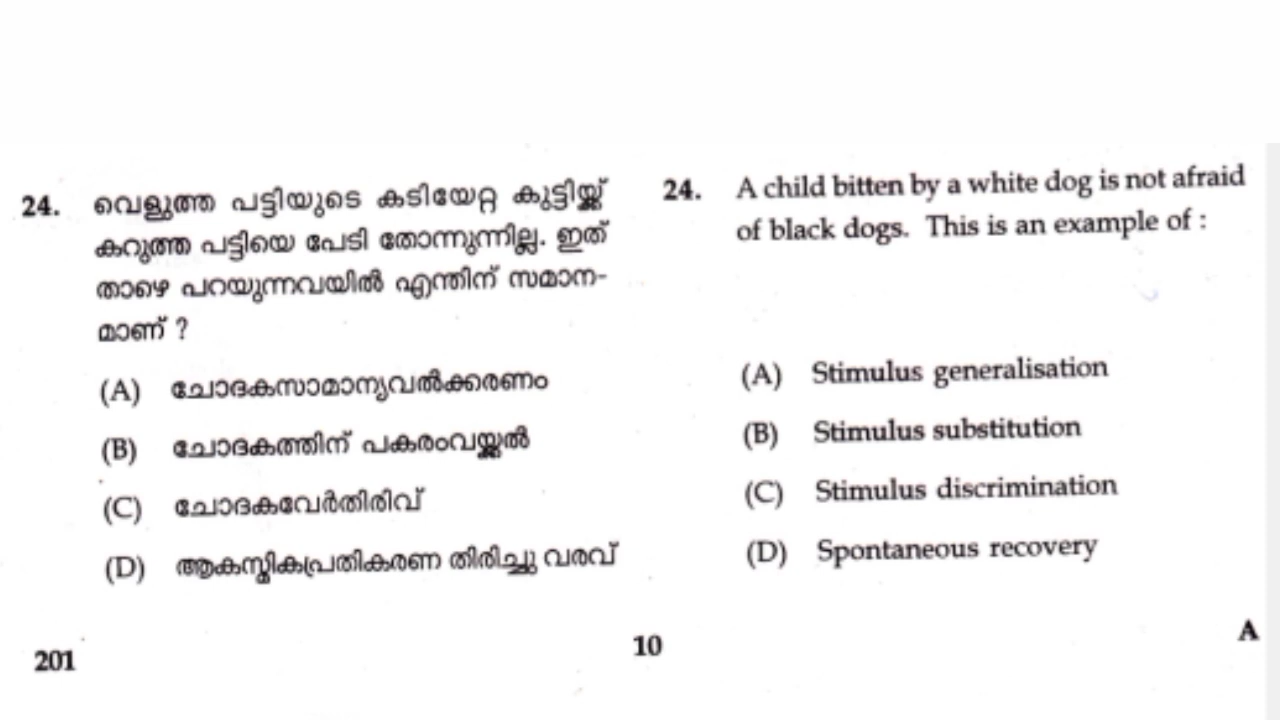 24. വെളുത്ത പട്ടിയുടെ കടിയേറ്റ കുട്ടിയ്ക്ക്
കറുത്ത പട്ടിയെ പേടി തോന്നുന്നില്ല. ഇത്
താഴെ പറയുന്നവയിൽ എന്തിന് സമാന-
മാണ് ?
(A) ചോദകസാമാന്യവൽക്കരണം
(B) ചോദകത്തിന് പകരംവയ്ക്കൽ
(C) ചോദകവേർതിരിവ്
(D) ആകസ്മികപ്രതികരണ തിരിച്ചു വരവ്
24. A child bitten by a white dog is not afraid
of black dogs. This is an example of :
(A) Stimulus generalisation
(B) Stimulus substitution
(C) Stimulus discrimination
(D) Spontaneous recovery
201
10
A